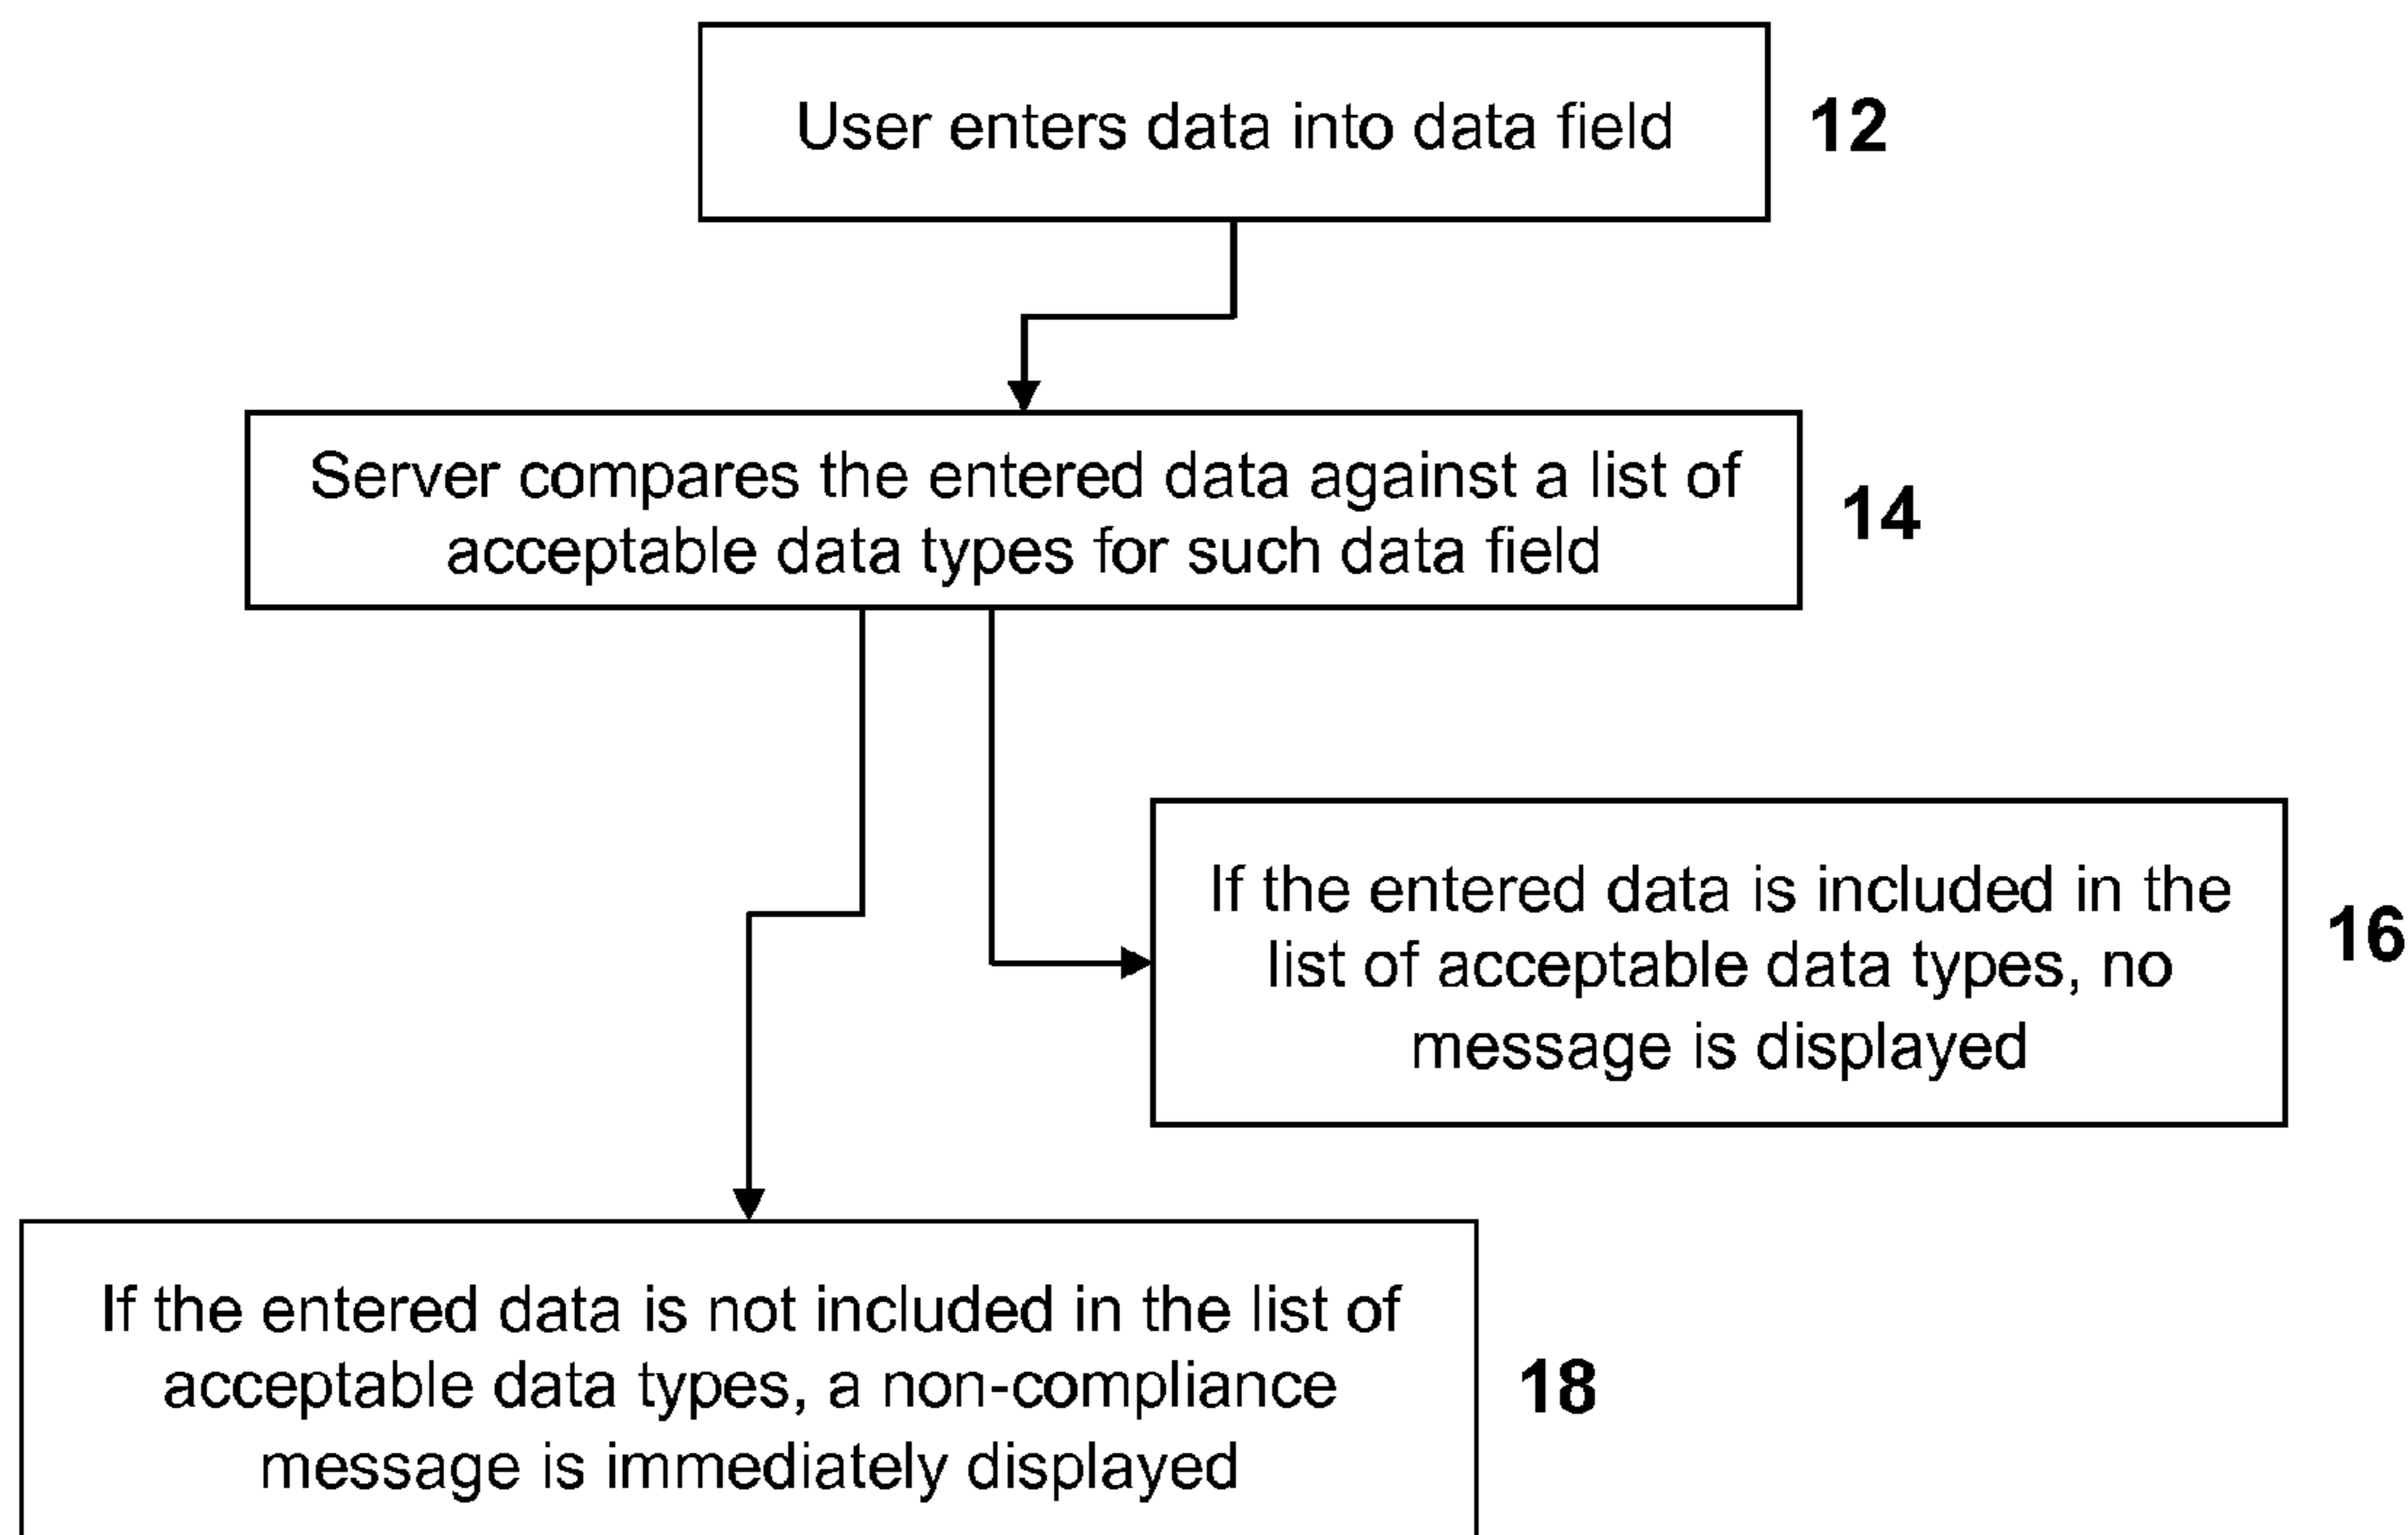 User enters data into data field
12
Server compares the entered data against a list of
acceptable data types for such data field
14
If the entered data is included in the
list of acceptable data types, no
message is displayed
16
If the entered data is not included in the list of
acceptable data types, a non-compliance
message is immediately displayed
18